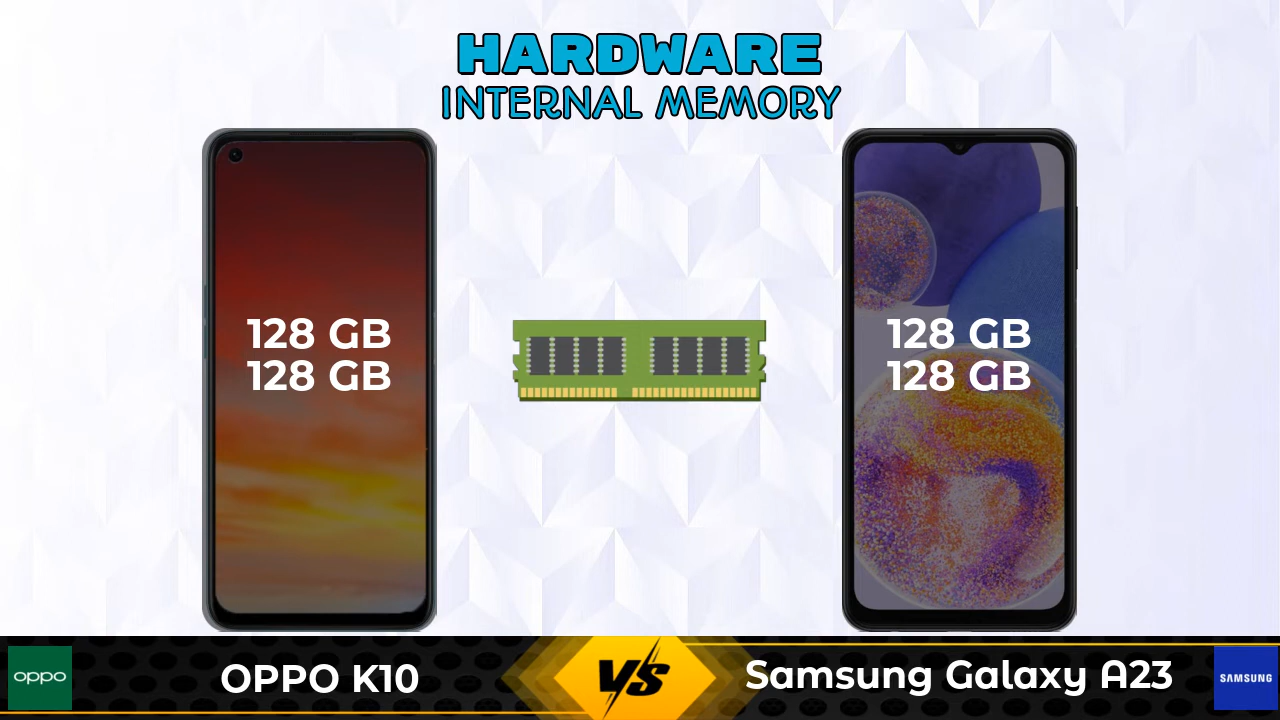 HARDWARE
INTERNAL MEMORY
128 GB
128 GB
128 GB
128 GB
oppo
OPPO K10
VS
Samsung Galaxy A23
SAMSUNG